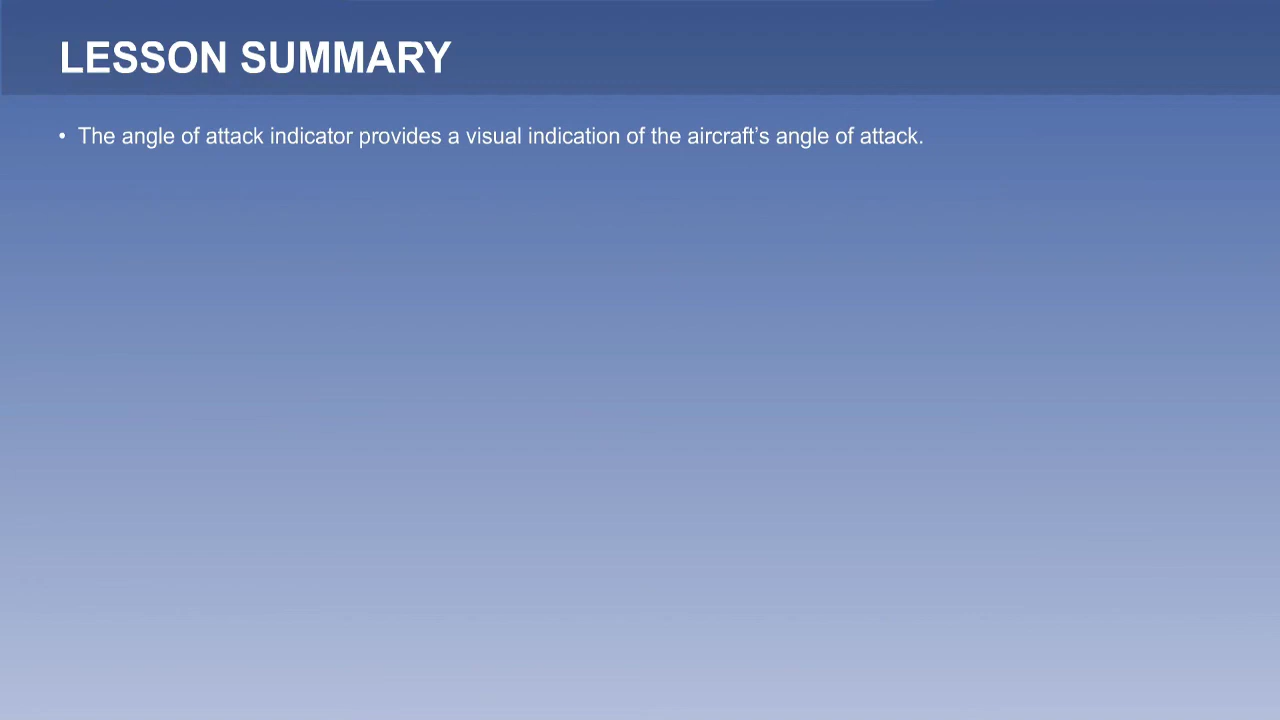 LESSON SUMMARY
• The angle of attack indicator provides a visual indication of the aircraft’s angle of attack.